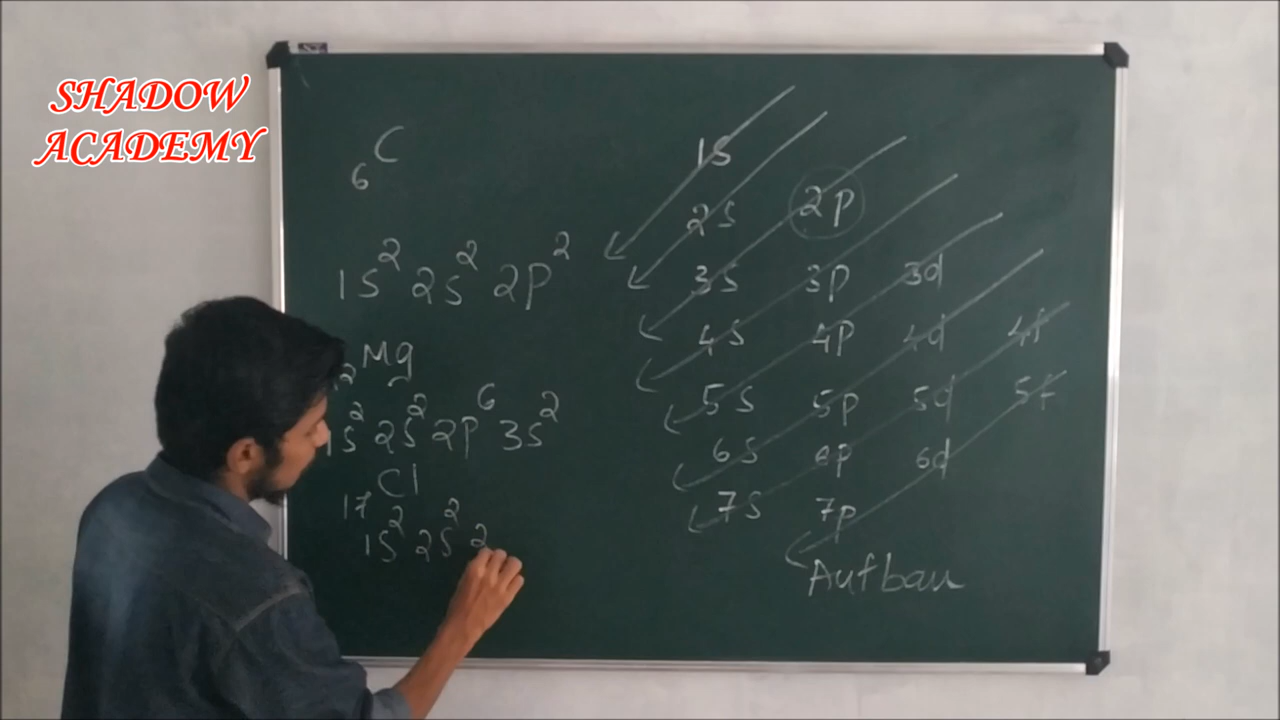 SHADOW
ACADEMY
6C
1s² 2s² 2p²
Mg
1s² 2s² 2p⁶ 3s²
17Cl
1s² 2s² 2
1s
2s 2p
3s 3p 3d
4s 4p 4d 4f
5s 5p 5d 5f
6s 6p 6d
7s 7p
Aufbau